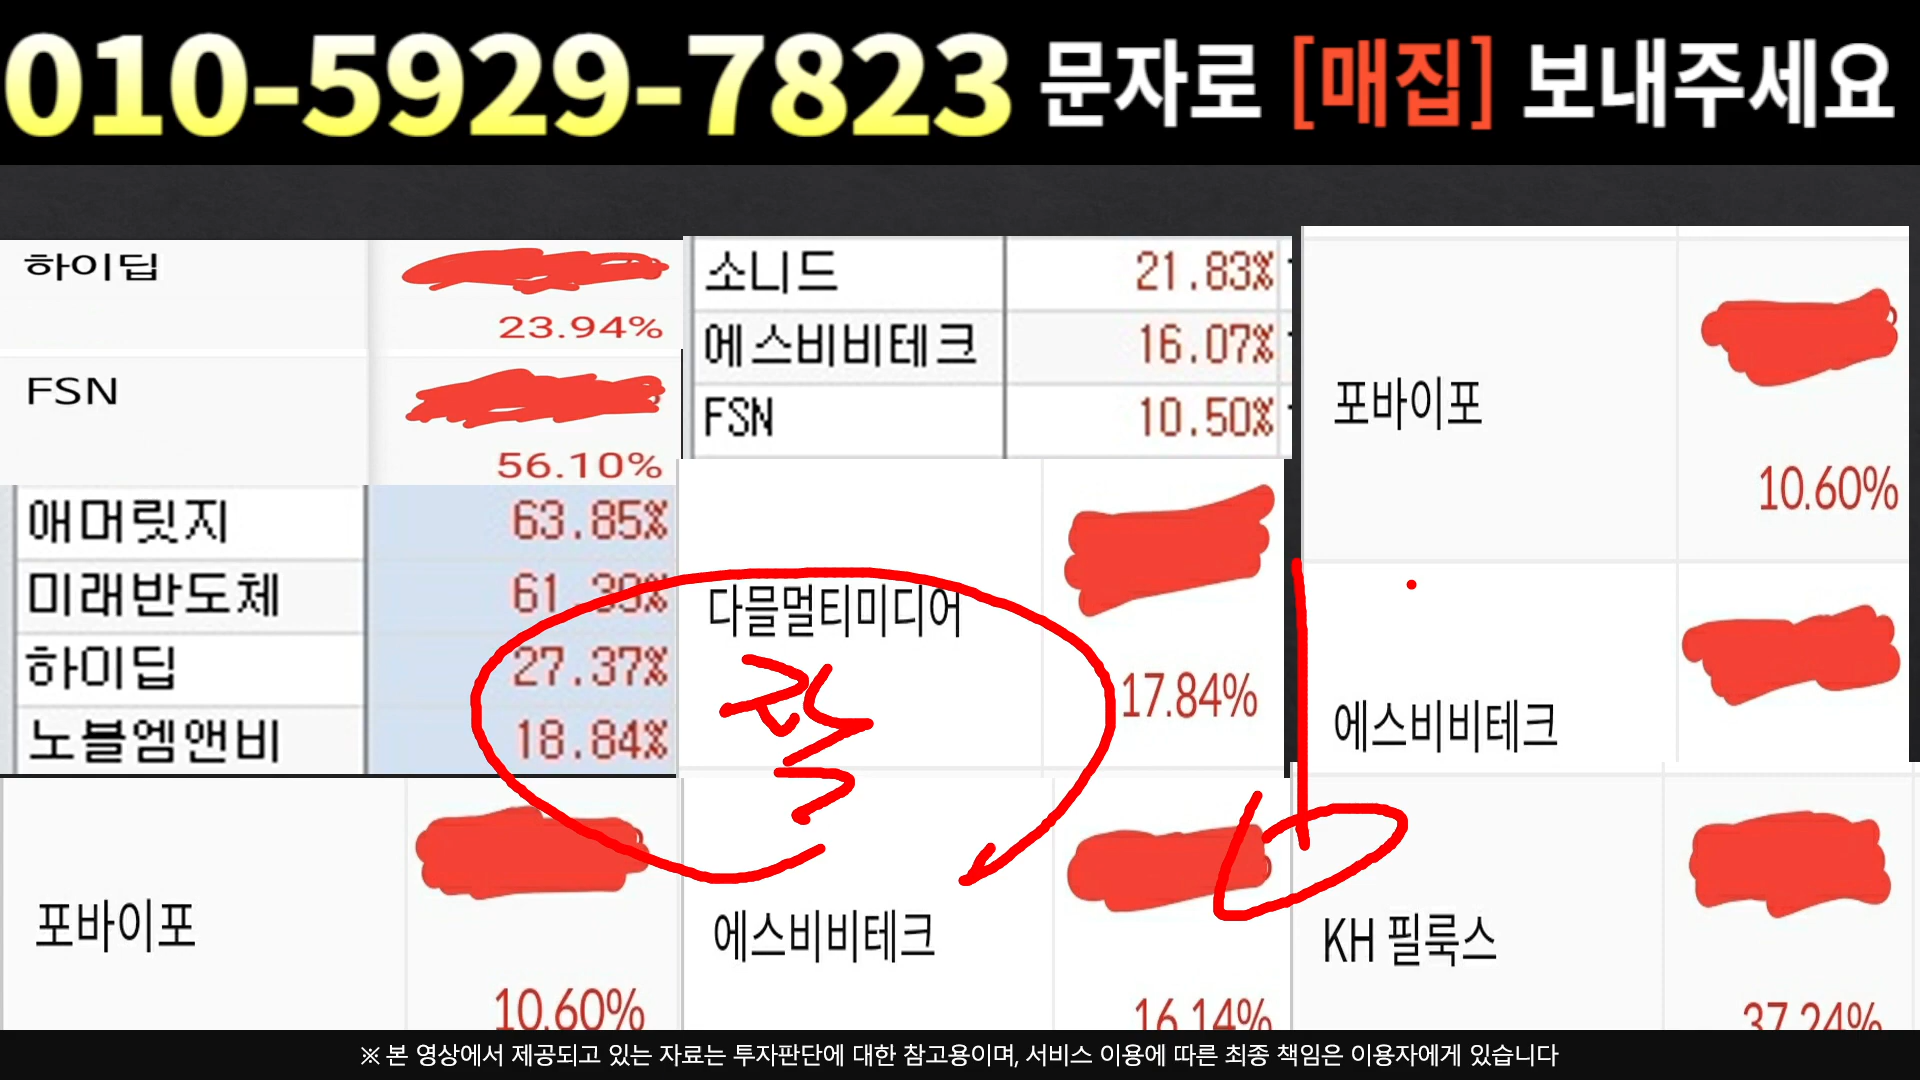 010-5929-7823 문자로 [매집] 보내주세요
하이딥
23.94%
FSN
56.10%
애머릿지 63.85%
미래반도체 61.39%
하이딥 27.37%
노블엠앤비 18.84%
포바이포
10.60%
소니드 21.83%
에스비비테크 16.07%
FSN 10.50%
다믈멀티미디어
17.84%
에스비비테크
16.14%
포바이포
10.60%
에스비비테크
KH 필룩스
37.24%
※ 본 영상에서 제공되고 있는 자료는 투자판단에 대한 참고용이며, 서비스 이용에 따른 최종 책임은 이용자에게 있습니다